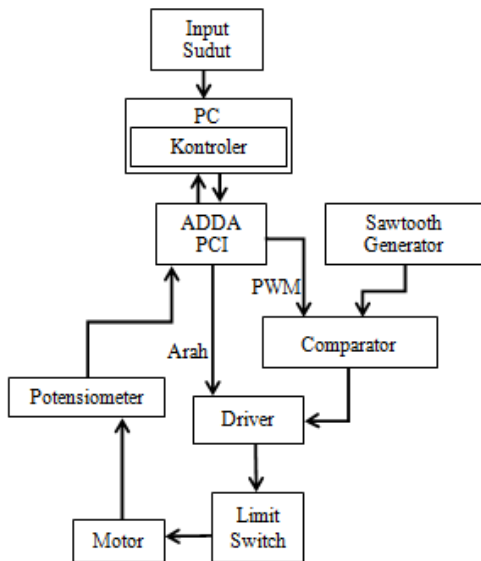 Input
Sudut
PC
Kontroler
ADDA
PCI
Sawtooth
Generator
PWM
Comparator
Arah
Potensiometer
Driver
Limit
Switch
Motor